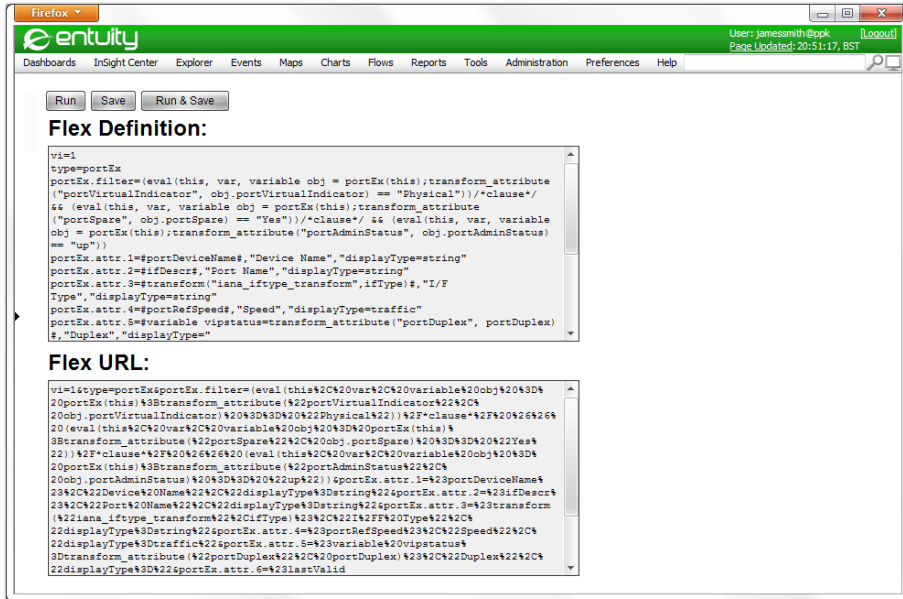 Firefox
entuity
User: jamessmith@ppk [Logout]
Page Updated: 20:51:17, BST
Dashboards InSight Center Explorer Events Maps Charts Flows Reports Tools Administration Preferences Help
Run Save Run & Save
Flex Definition:
vi=1
type=portEx
portEx.filter=(eval(this, var, variable obj = portEx(this);transform_attribute
("portVirtualIndicator", obj.portVirtualIndicator) == "Physical"))/*clause*/
&& (eval(this, var, variable obj = portEx(this);transform_attribute
("portSpare", obj.portSpare) == "Yes"))/*clause*/ && (eval(this, var, variable
obj = portEx(this);transform_attribute("portAdminStatus", obj.portAdminStatus)
== "up"))
portEx.attr.1=#portDeviceName#,"Device Name","displayType=string"
portEx.attr.2=#ifDescr#,"Port Name","displayType=string"
portEx.attr.3=#transform("iana_iftype_transform",ifType)#,"I/F
Type","displayType=string"
portEx.attr.4=#portRefSpeed#,"Speed","displayType=traffic"
portEx.attr.5=#variable vipstatus=transform_attribute("portDuplex", portDuplex)
#,"Duplex","displayType="
Flex URL:
vi=1&type=portEx&portEx.filter=(eval(this%2C%20var%2C%20variable%20obj%20%3D%
20portEx(this)%3Btransform_attribute(%22portVirtualIndicator%22%2C%
20obj.portVirtualIndicator)%20%3D%3D%20%22Physical%22))%2F*clause*%2F%20%26%26%
20(eval(this%2C%20var%2C%20variable%20obj%20%3D%20portEx(this)%
3Btransform_attribute(%22portSpare%22%2C%20obj.portSpare)%20%3D%3D%20%22Yes%
22))%2F*clause*%2F%20%26%26%20(eval(this%2C%20var%2C%20variable%20obj%20%3D%
20portEx(this)%3Btransform_attribute(%22portAdminStatus%22%2C%
20obj.portAdminStatus)%20%3D%3D%20%22up%22))&portEx.attr.1=%23portDeviceName%
23%2C%22Device%20Name%22%2C%22displayType%3Dstring%22&portEx.attr.2=%23ifDescr%
23%2C%22Port%20Name%22%2C%22displayType%3Dstring%22&portEx.attr.3=%23transform
(%22iana_iftype_transform%22%2CifType)%23%2C%22I%2FF%20Type%22%2C%
22displayType%3Dstring%22&portEx.attr.4=%23portRefSpeed%23%2C%22Speed%22%2C%
22displayType%3Dtraffic%22&portEx.attr.5=%23variable%20vipstatus%
3Dtransform_attribute(%22portDuplex%22%2C%20portDuplex)%23%2C%22Duplex%22%2C%
22displayType%3D%22&portEx.attr.6=%23lastValid